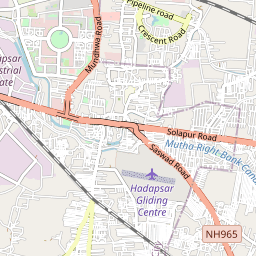 Pipeline road
Crescent Road
Mundhwa Road
Hadapsar
Industrial
Estate
Solapur Road
Mutha Right Bank Can
Saswad Road
Hadapsar
Gliding
Centre
NH965